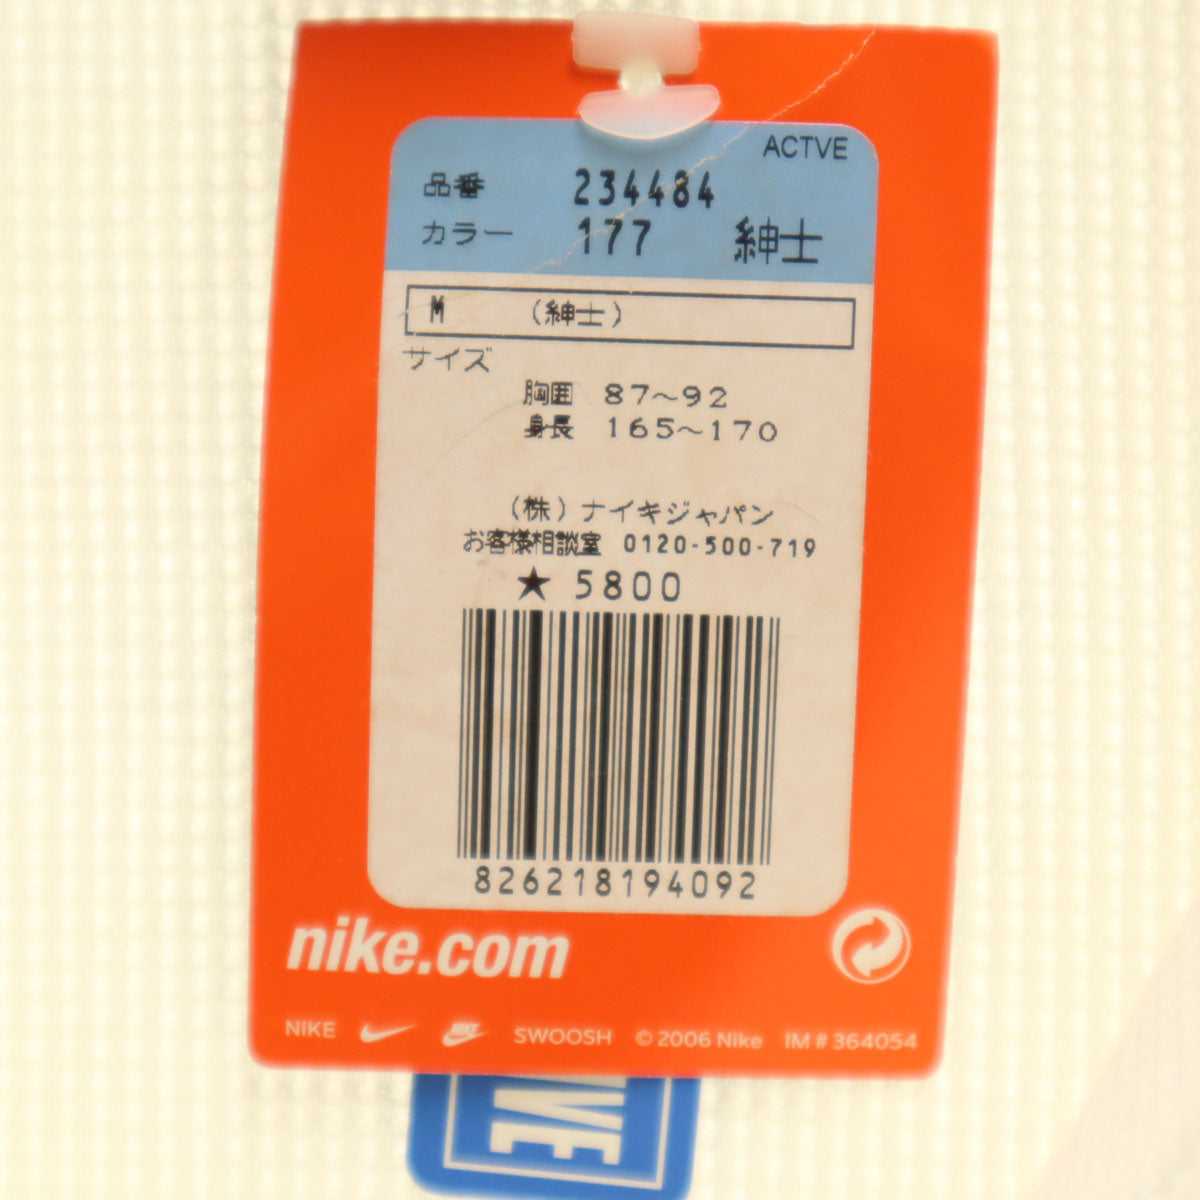 ACTVE
品番 234484
カラー 177 紳士
M （紳士）
サイズ
胸囲 87～92
身長 165～170
（株）ナイキジャパン
お客様相談室 0120-500-719
★ 5800
826218194092
nike.com
NIKE NIKE SWOOSH © 2006 Nike IM # 364054
IVE